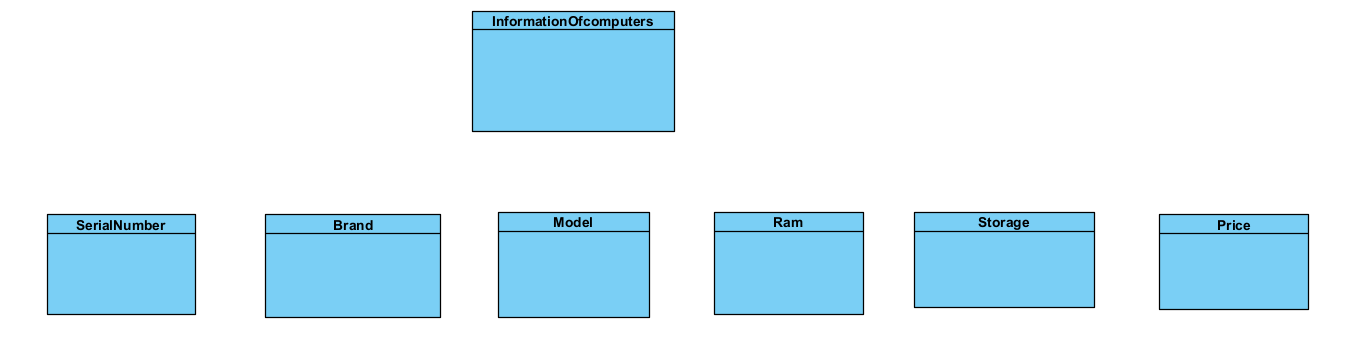 InformationOfcomputers
SerialNumber
Brand
Model
Ram
Storage
Price